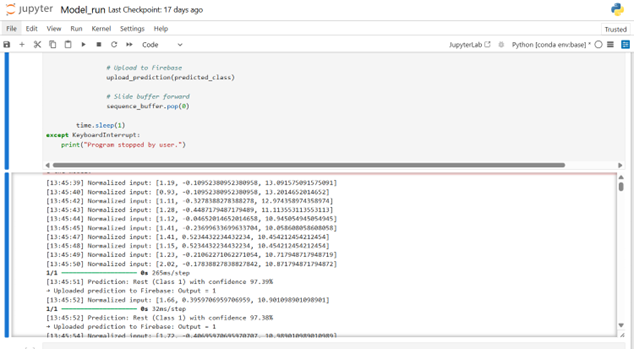 jupyter Model_run Last Checkpoint: 17 days ago
File Edit View Run Kernel Settings Help Trusted
Code JupyterLab Python [conda env:base] *
# Upload to Firebase
upload_prediction(predicted_class)
# Slide buffer forward
sequence_buffer.pop(0)
time.sleep(1)
except KeyboardInterrupt:
print("Program stopped by user.")
[13:45:39] Normalized input: [1.19, -0.10952380952380958, 13.091575091575091]
[13:45:40] Normalized input: [0.93, -0.10952380952380958, 13.2014652014652]
[13:45:42] Normalized input: [1.11, -0.3278388278388278, 12.974358974358974]
[13:45:43] Normalized input: [1.28, -0.4487179487179489, 11.113553113553113]
[13:45:44] Normalized input: [1.12, -0.04652014652014658, 10.945054945054945]
[13:45:45] Normalized input: [1.41, -0.23699633699633704, 10.058608058608058]
[13:45:47] Normalized input: [1.41, 0.5234432234432234, 10.454212454212454]
[13:45:48] Normalized input: [1.15, 0.5234432234432234, 10.454212454212454]
[13:45:49] Normalized input: [1.23, -0.21062271062271054, 10.717948717948719]
[13:45:50] Normalized input: [2.02, -0.17838827838827842, 10.871794871794872]
1/1 0s 265ms/step
[13:45:51] Prediction: Rest (Class 1) with confidence 97.39%
→ Uploaded prediction to Firebase: Output = 1
[13:45:52] Normalized input: [1.66, 0.3959706959706959, 10.901098901098901]
1/1 0s 32ms/step
[13:45:52] Prediction: Rest (Class 1) with confidence 97.38%
→ Uploaded prediction to Firebase: Output = 1
[13:45:54] Normalized input: [1.72, -0.40695970695970707, 10.989010989010989]